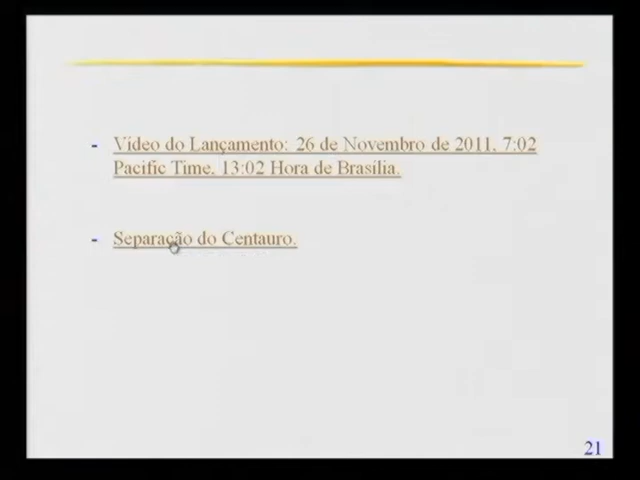 - Vídeo do Lançamento: 26 de Novembro de 2011, 7:02
Pacific Time, 13:02 Hora de Brasília.
- Separação do Centauro.
21